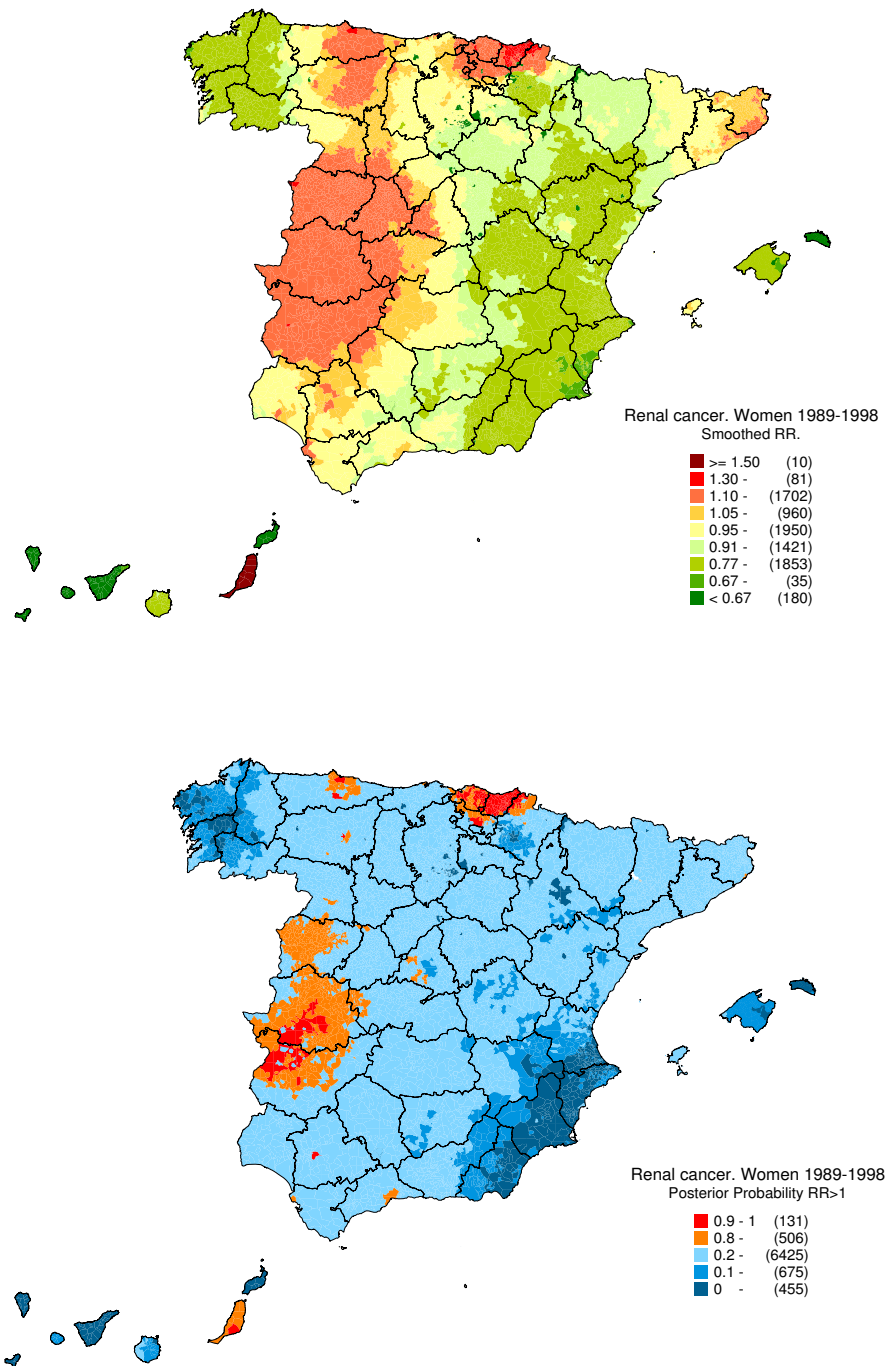 Renal cancer. Women 1989-1998
Smoothed RR.
>= 1.50 (10)
1.30 - (81)
1.10 - (1702)
1.05 - (960)
0.95 - (1950)
0.91 - (1421)
0.77 - (1853)
0.67 - (35)
< 0.67 (180)
Renal cancer. Women 1989-1998
Posterior Probability RR>1
0.9 - 1 (131)
0.8 - (506)
0.2 - (6425)
0.1 - (675)
0 - (455)